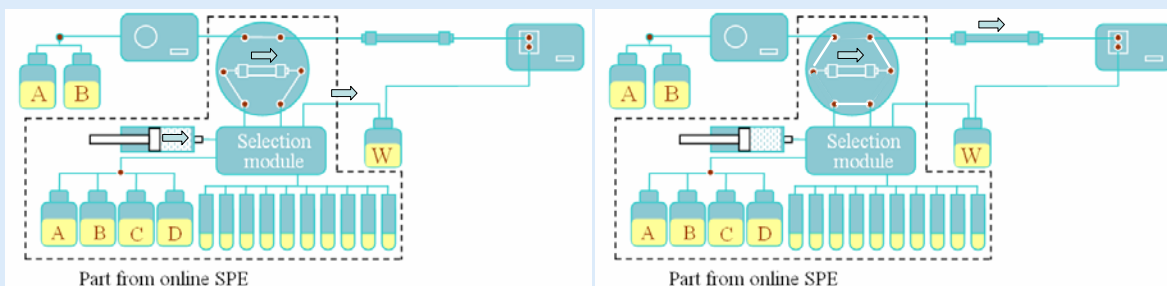 A B
Selection
module
W
A B C D
Part from online SPE
A B
Selection
module
W
A B C D
Part from online SPE